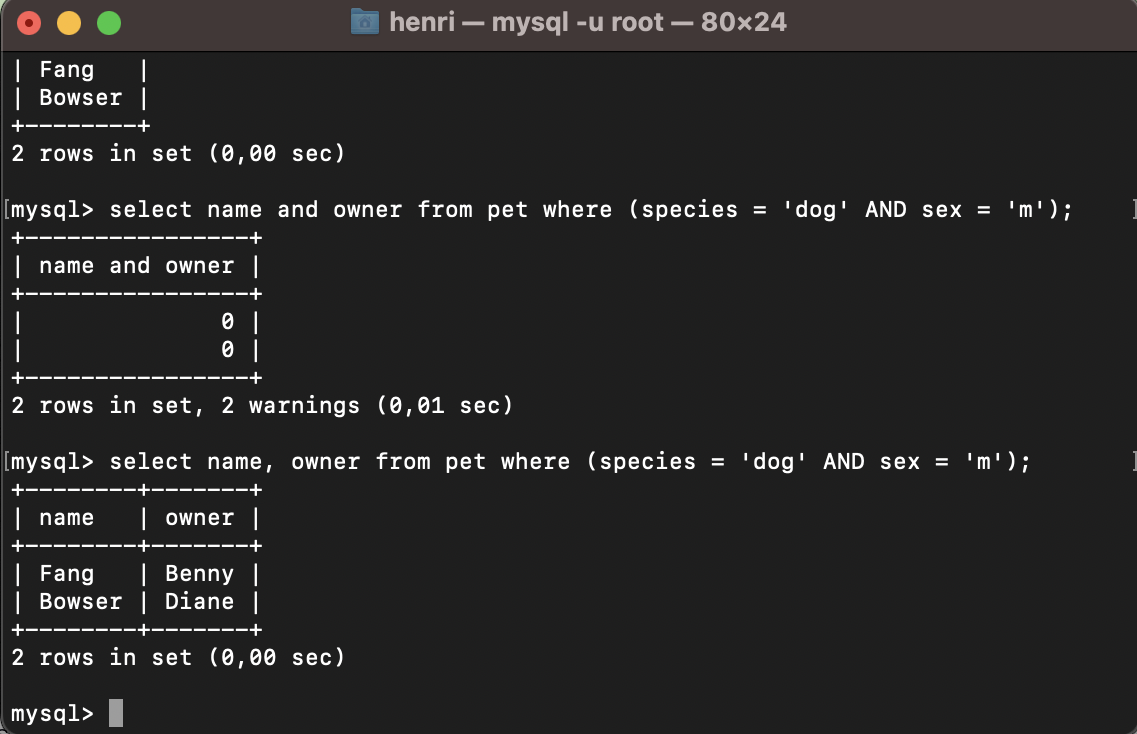 henri — mysql -u root — 80×24
| Fang   |
| Bowser |
+--------+
2 rows in set (0,00 sec)
[mysql> select name and owner from pet where (species = 'dog' AND sex = 'm');    ]
+----------------+
| name and owner |
+----------------+
|              0 |
|              0 |
+----------------+
2 rows in set, 2 warnings (0,01 sec)
[mysql> select name, owner from pet where (species = 'dog' AND sex = 'm');       ]
+--------+-------+
| name   | owner |
+--------+-------+
| Fang   | Benny |
| Bowser | Diane |
+--------+-------+
2 rows in set (0,00 sec)
mysql>